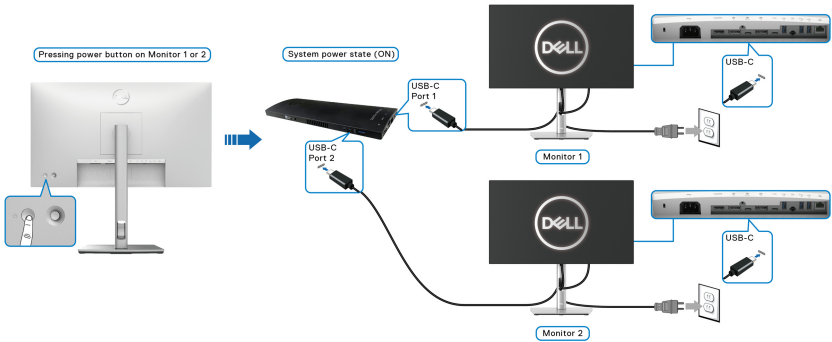 Pressing power button on Monitor 1 or 2
System power state (ON)
USB-C
Port 1
USB-C
Port 2
DELL
USB-C
Monitor 1
DELL
USB-C
Monitor 2